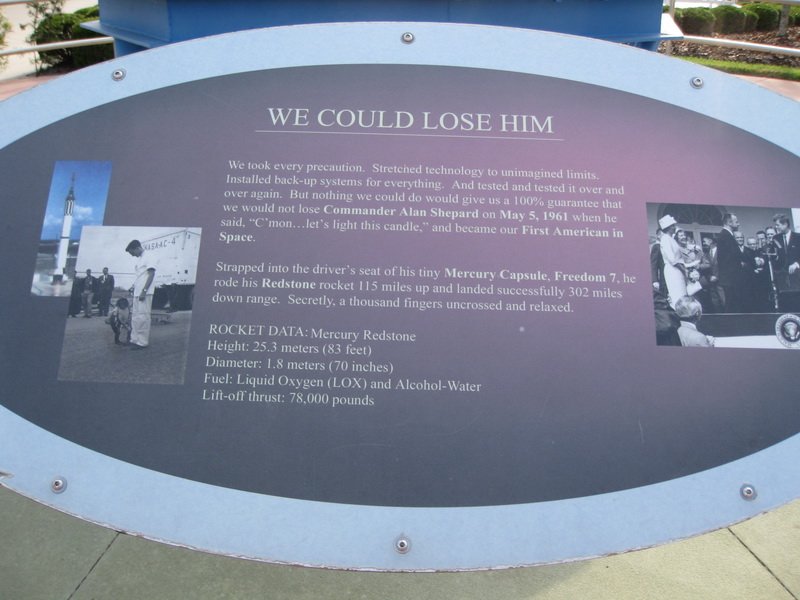 WE COULD LOSE HIM
We took every precaution.  Stretched technology to unimagined limits.
Installed back-up systems for everything.  And tested and tested it over and
over again.  But nothing we could do would give us a 100% guarantee that
we would not lose Commander Alan Shepard on May 5, 1961 when he
said, “C’mon…let’s light this candle,” and became our First American in
Space.
Strapped into the driver’s seat of his tiny Mercury Capsule, Freedom 7, he
rode his Redstone rocket 115 miles up and landed successfully 302 miles
down range.  Secretly, a thousand fingers uncrossed and relaxed.
ROCKET DATA: Mercury Redstone
Height: 25.3 meters (83 feet)
Diameter: 1.8 meters (70 inches)
Fuel: Liquid Oxygen (LOX) and Alcohol-Water
Lift-off thrust: 78,000 pounds